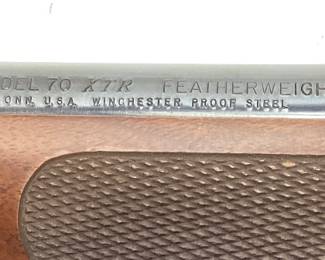 DEL 70 XTR FEATHERWEIGH
ONN. U.S.A. WINCHESTER PROOF STEEL